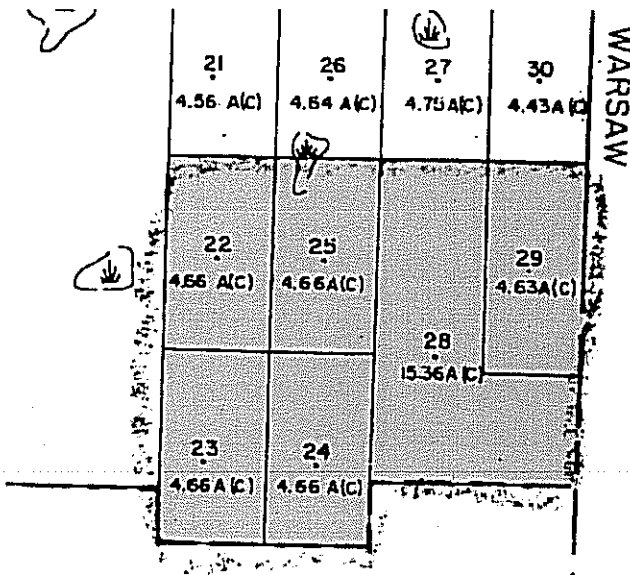 21
4.56 A(C)
26
4.64 A(C)
27
4.75A(C)
30
4.43A(C)
WARSAW
22
4.66 A(C)
25
4.66A(C)
29
4.63A(C)
28
15.36A(C)
23
4.66A(C)
24
4.66 A(C)